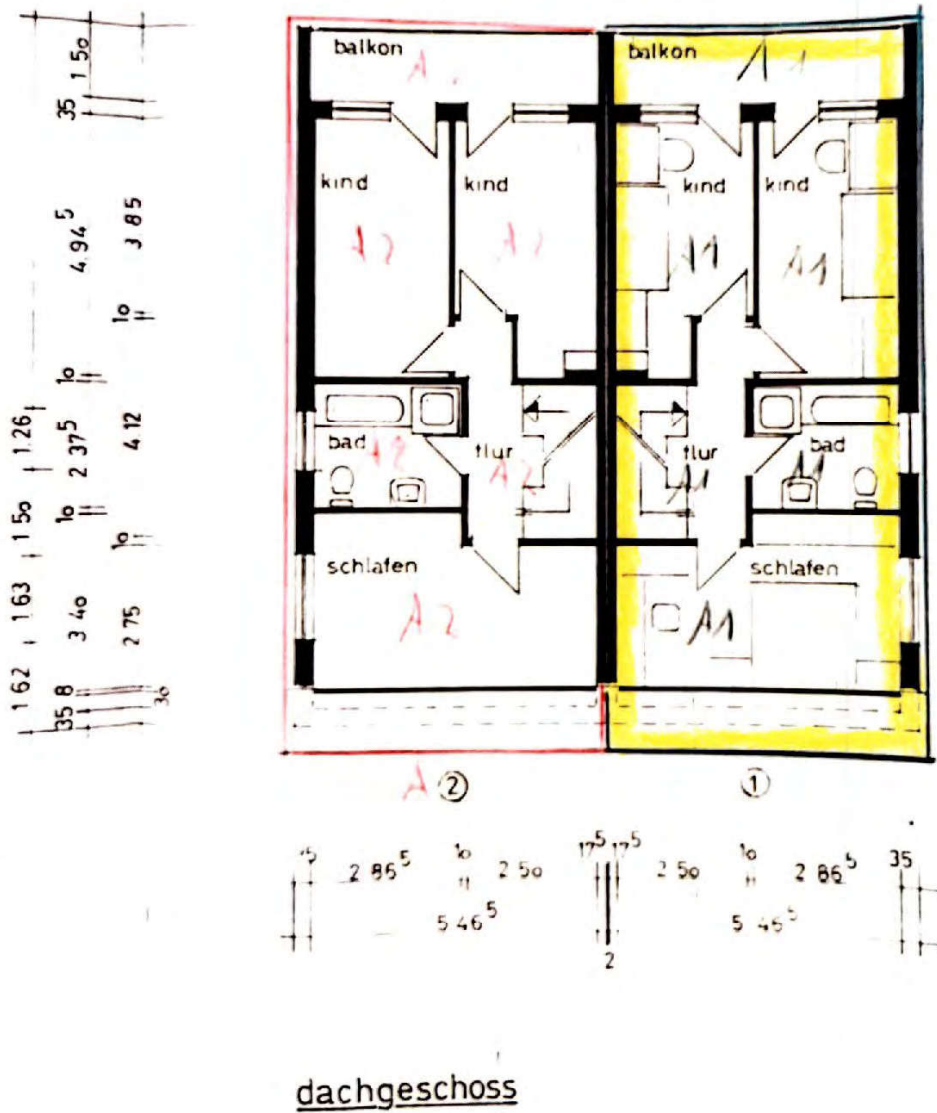 balkon
A
balkon
1 1
kind
kind
kind
kind
A2
A2
A1
A1
bad
A2
flur
A2
flur
A1
bad
A1
schlafen
A2
schlafen
A1
A ②
①
1 50
35
4.94⁵
3 85
10
10
1.26
2 37⁵
4 12
1 50
10
10
1 63
3 40
2 75
1 62
8
35
30
2 86⁵
10
2 50
17⁵
17⁵
2 50
10
2 86⁵
35
5 46⁵
5 46⁵
2
dachgeschoss